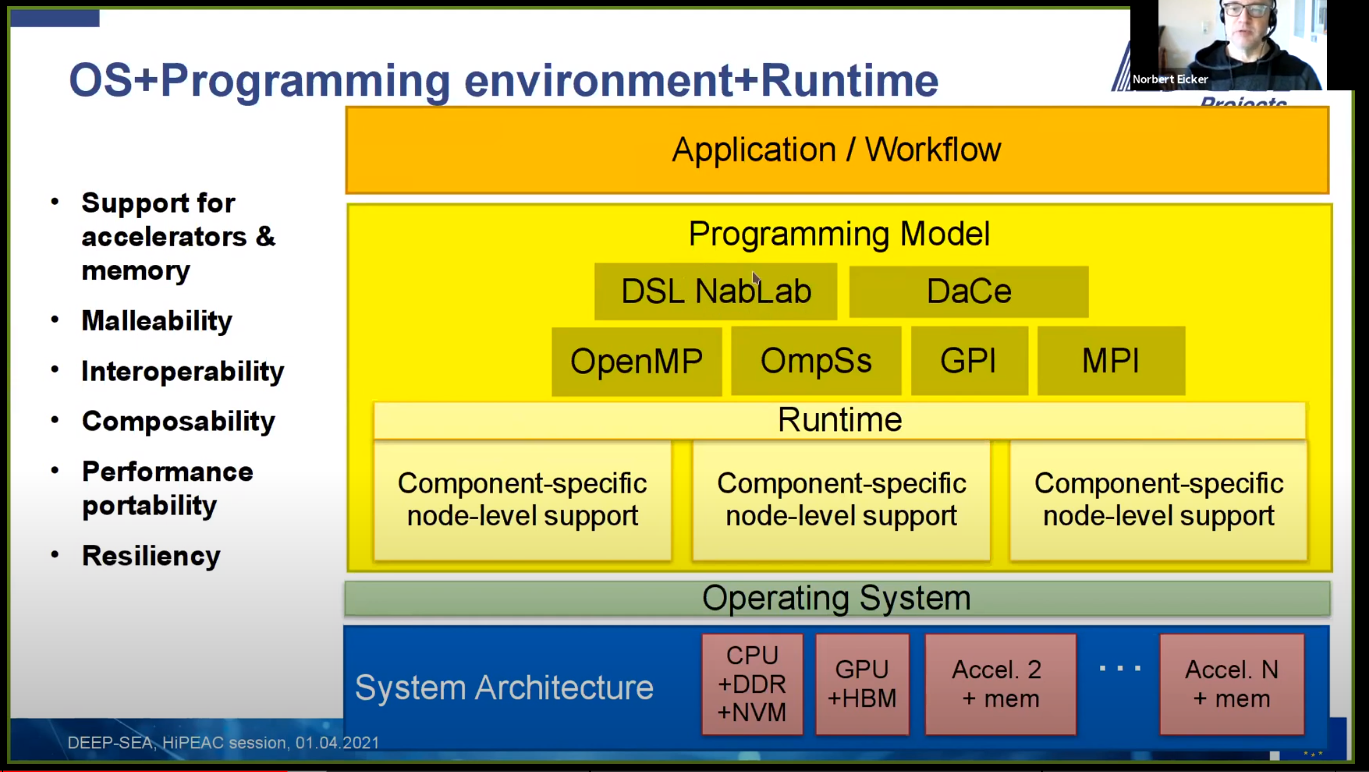 OS+Programming environment+Runtime
Norbert Eicker
Projects
• Support for
accelerators &
memory
• Malleability
• Interoperability
• Composability
• Performance
portability
• Resiliency
Application / Workflow
Programming Model
DSL NabLab
DaCe
OpenMP
OmpSs
GPI
MPI
Runtime
Component-specific
node-level support
Component-specific
node-level support
Component-specific
node-level support
Operating System
System Architecture
CPU
+DDR
+NVM
GPU
+HBM
Accel. 2
+ mem
...
Accel. N
+ mem
DEEP-SEA, HiPEAC session, 01.04.2021